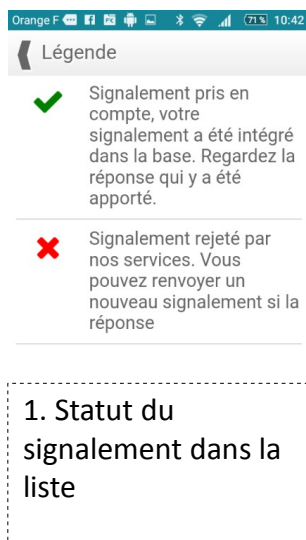 Orange F 71% 10:42
Légende
Signalement pris en
compte, votre
signalement a été intégré
dans la base. Regardez la
réponse qui y a été
apporté.
Signalement rejeté par
nos services. Vous
pouvez renvoyer un
nouveau signalement si la
réponse
1. Statut du
signalement dans la
liste